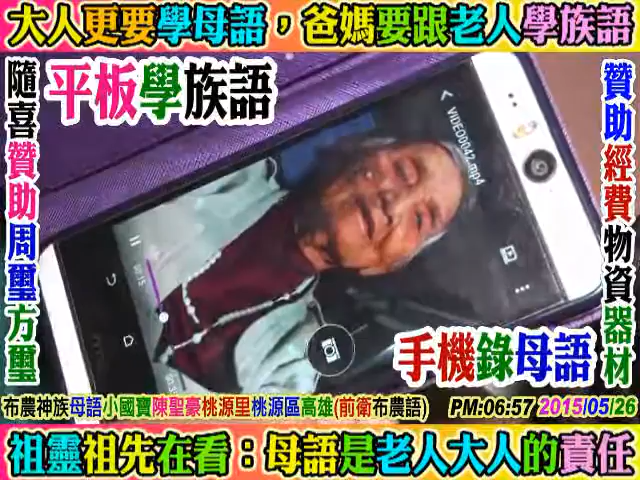 大人更要學母語，爸媽要跟老人學族語
平板學族語
隨喜贊助周璽方璽
贊助經費物資器材
VIDEO0042.mp4
00:15
手機錄母語
布農神族母語小國寶陳聖豪桃源里桃源區高雄(前衛布農語)
PM:06:57 2015/05/26
祖靈祖先在看：母語是老人大人的責任